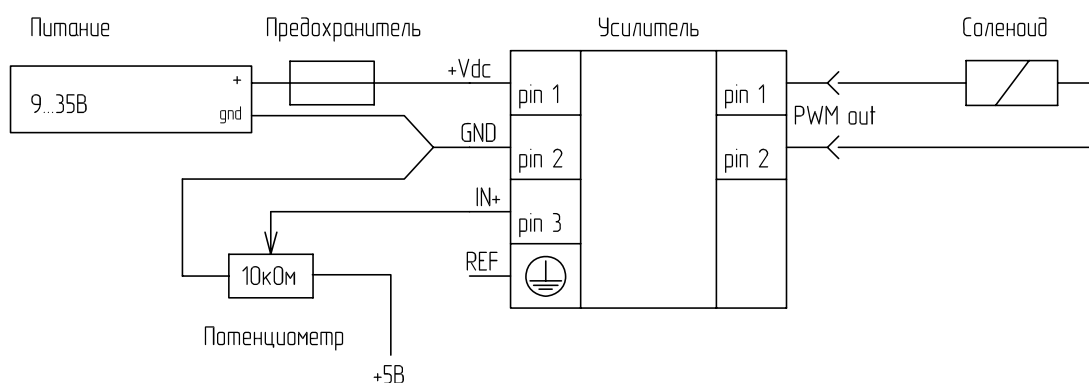 Питание
Предохранитель
Усилитель
Соленоид
+
9...35В
gnd
+Vdc
pin 1
GND
pin 2
IN+
pin 3
REF
pin 1
PWM out
pin 2
10кОм
Потенциометр
+5В